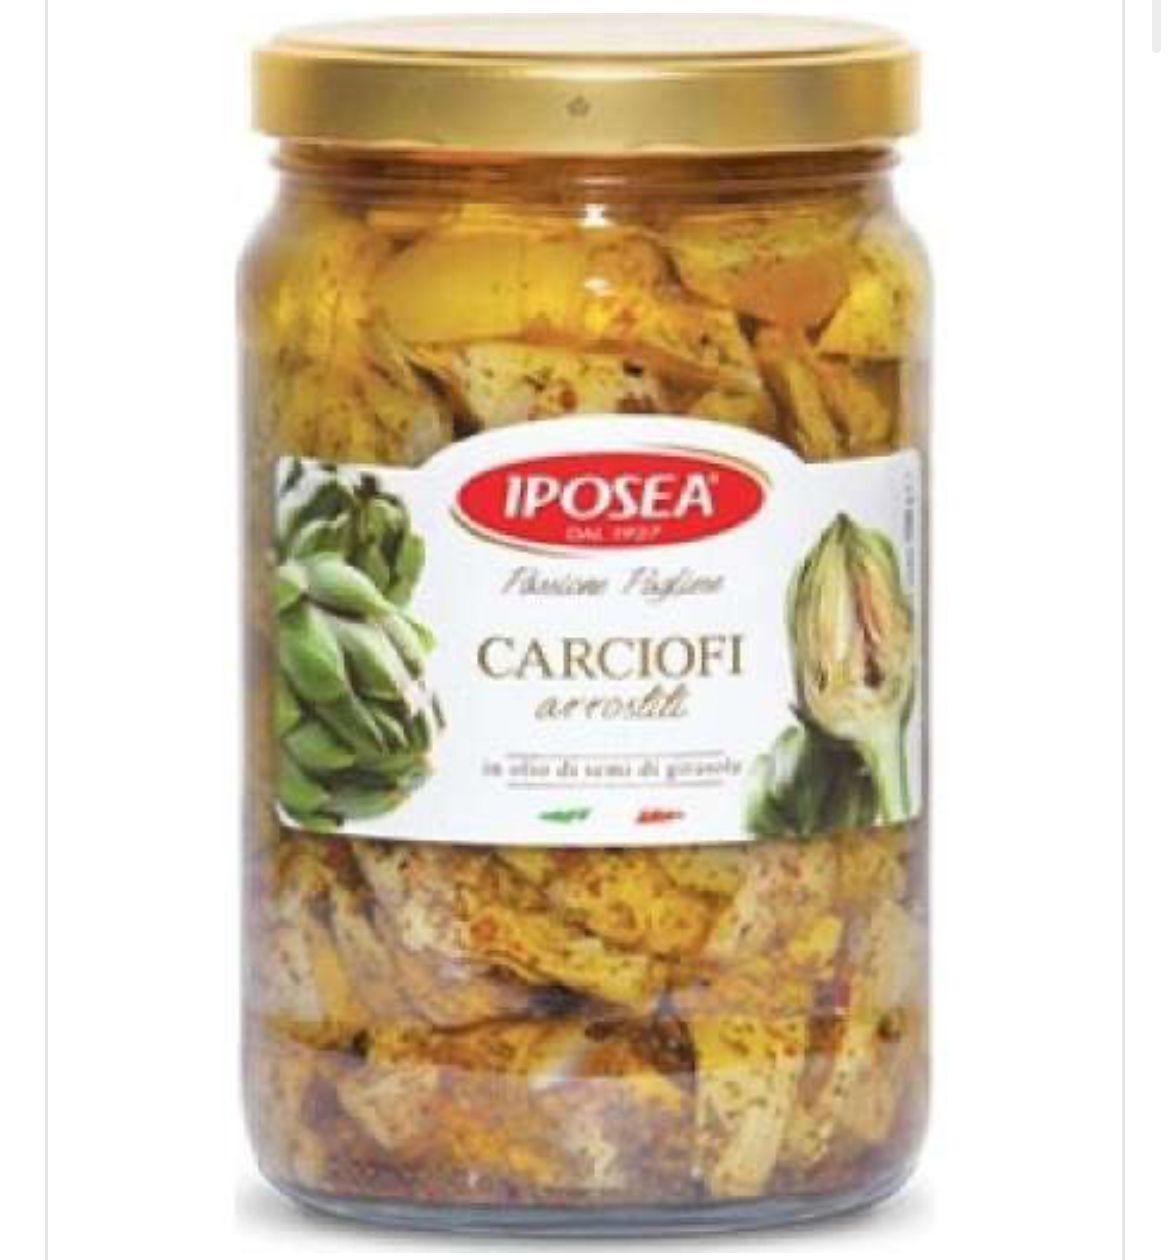 IPOSEA
DAL 1927
Passione Pugliese
CARCIOFI
arrostiti
in olio di semi di girasole